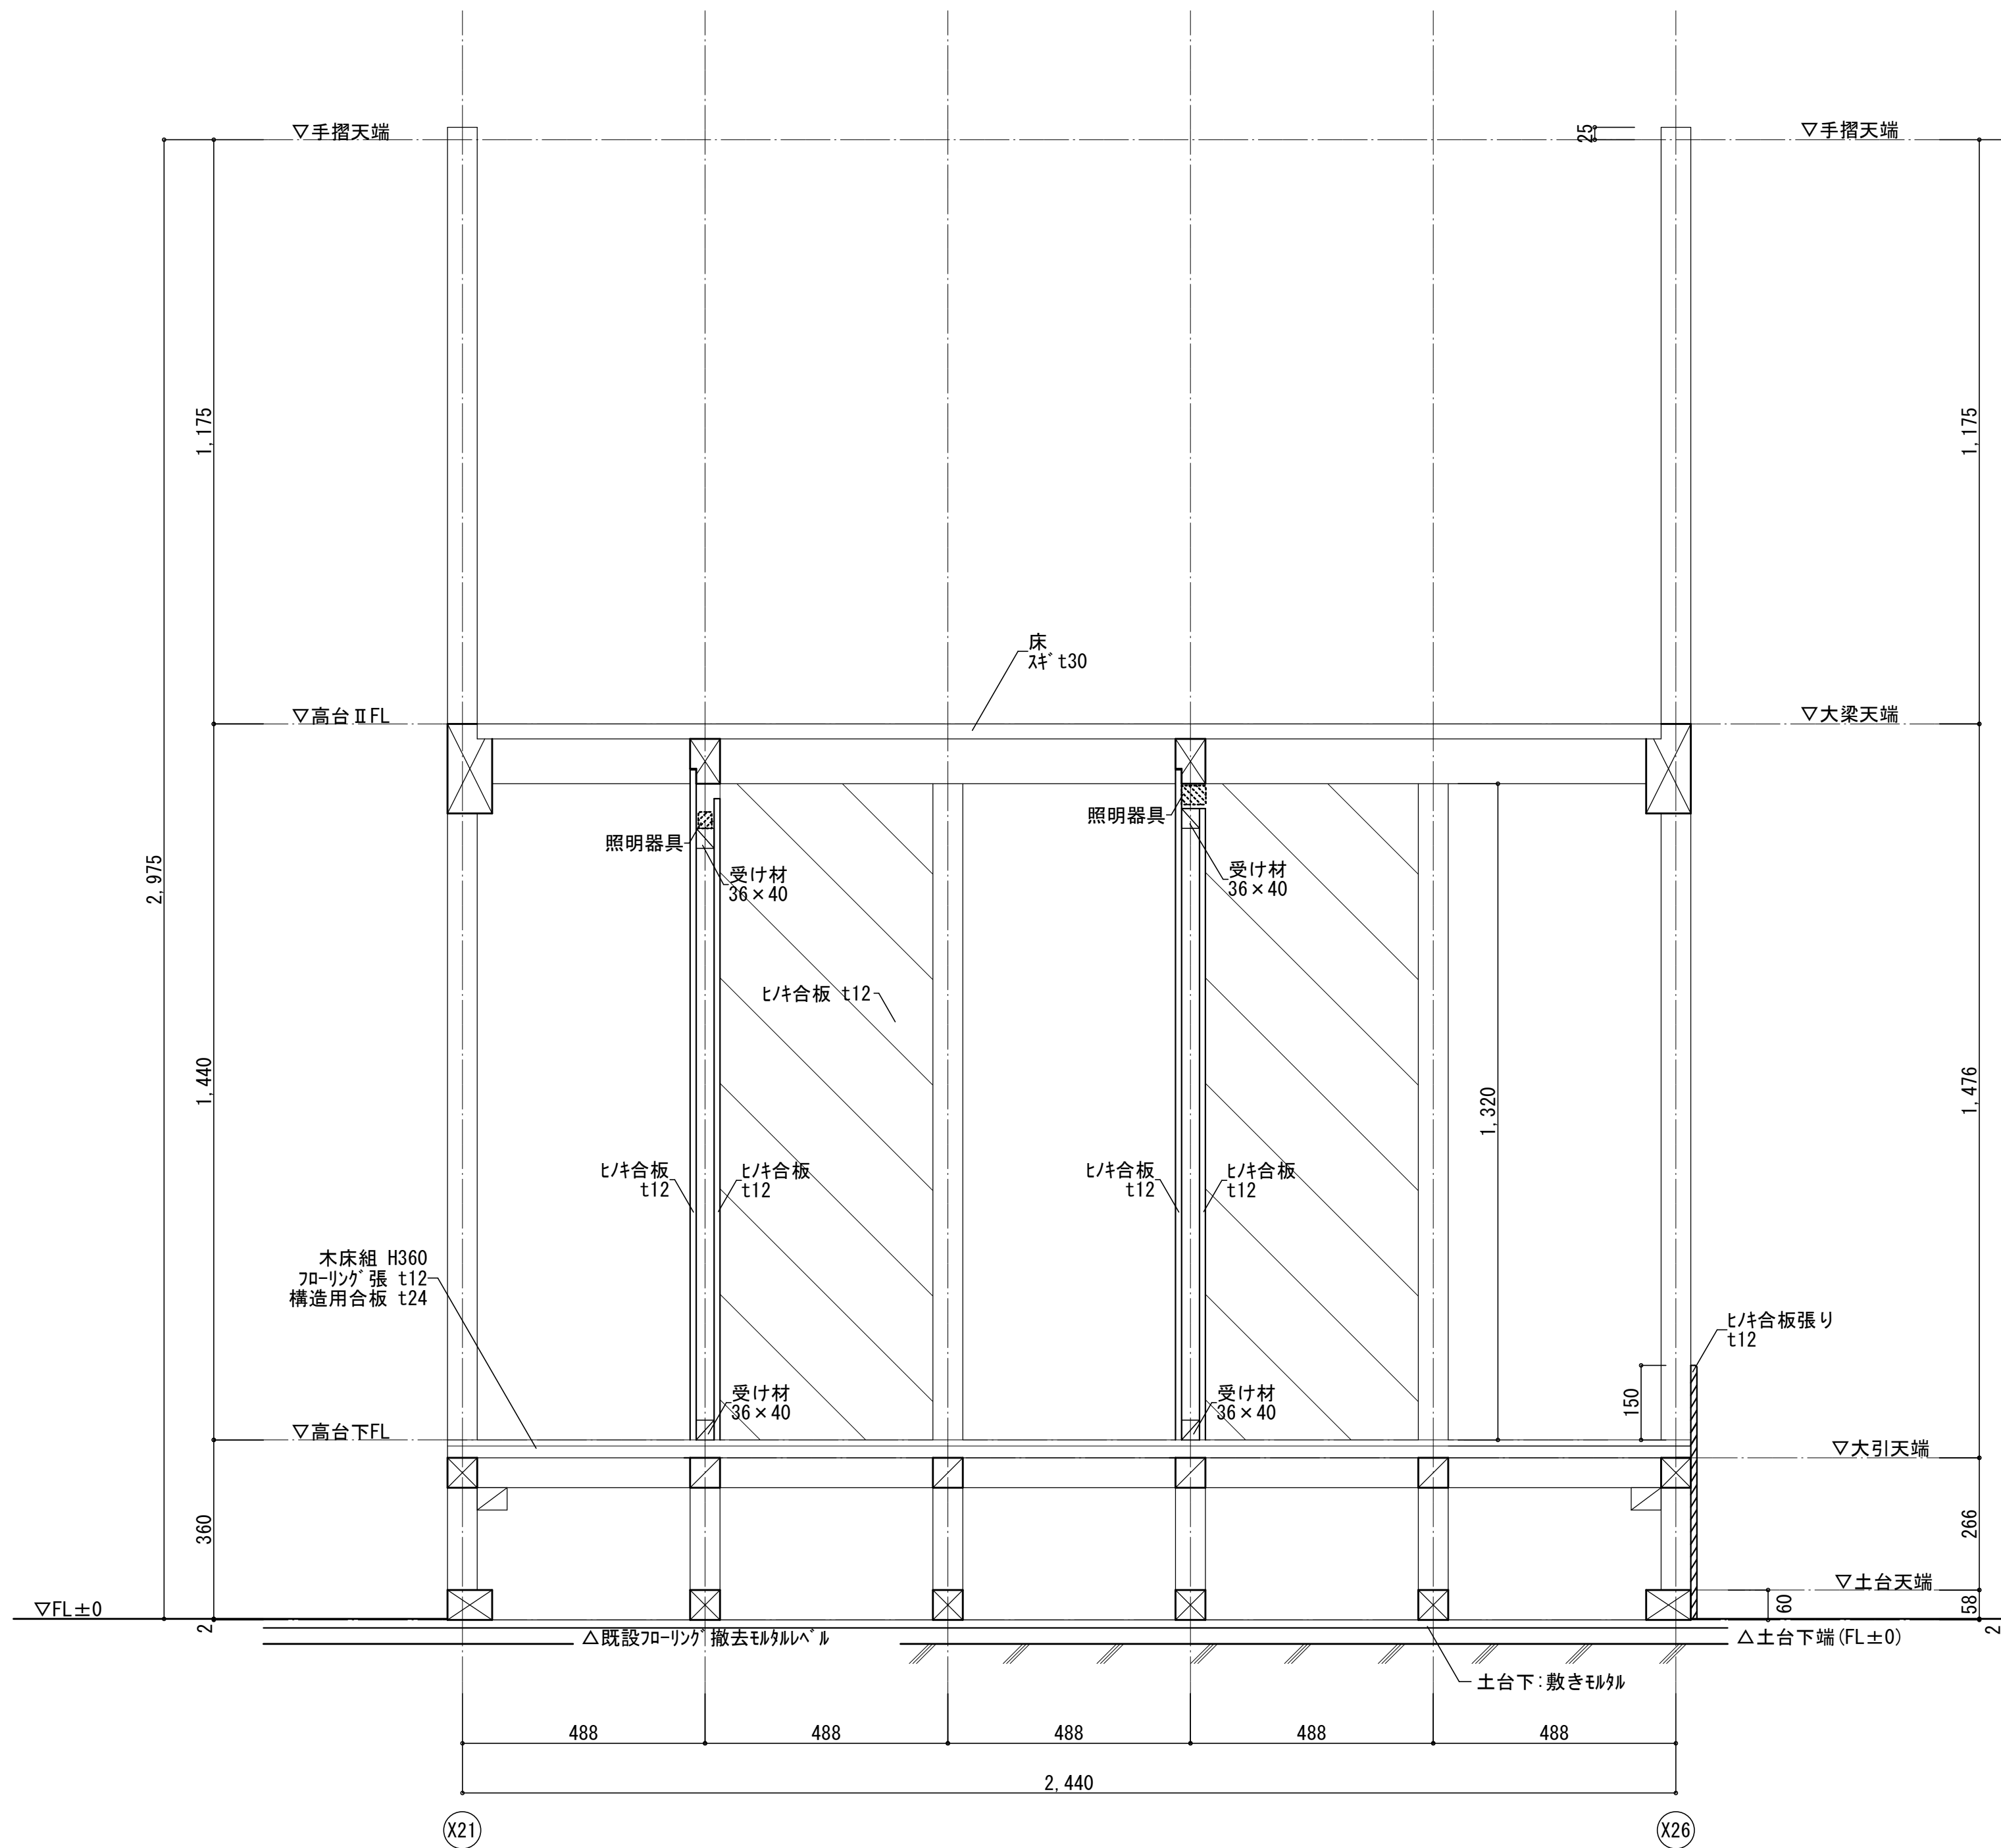 ▽手摺天端
25
▽手摺天端
1,175
1,175
床
ｽｷﾞt30
▽高台ⅡFL
▽大梁天端
照明器具
照明器具
受け材
36×40
受け材
36×40
2,975
ﾋﾉｷ合板 t12
1,440
1,320
1,476
ﾋﾉｷ合板
t12
ﾋﾉｷ合板
t12
ﾋﾉｷ合板
t12
ﾋﾉｷ合板
t12
木床組 H360
ﾌﾛｰﾘﾝｸﾞ張 t12
構造用合板 t24
ﾋﾉｷ合板張り
t12
受け材
36×40
受け材
36×40
150
▽高台下FL
▽大引天端
360
266
▽土台天端
▽FL±0
60
58
2
2
△既設ﾌﾛｰﾘﾝｸﾞ撤去ﾓﾙﾀﾙﾚﾍﾞﾙ
△土台下端(FL±0)
土台下:敷きﾓﾙﾀﾙ
488
488
488
488
488
2,440
X21
X26